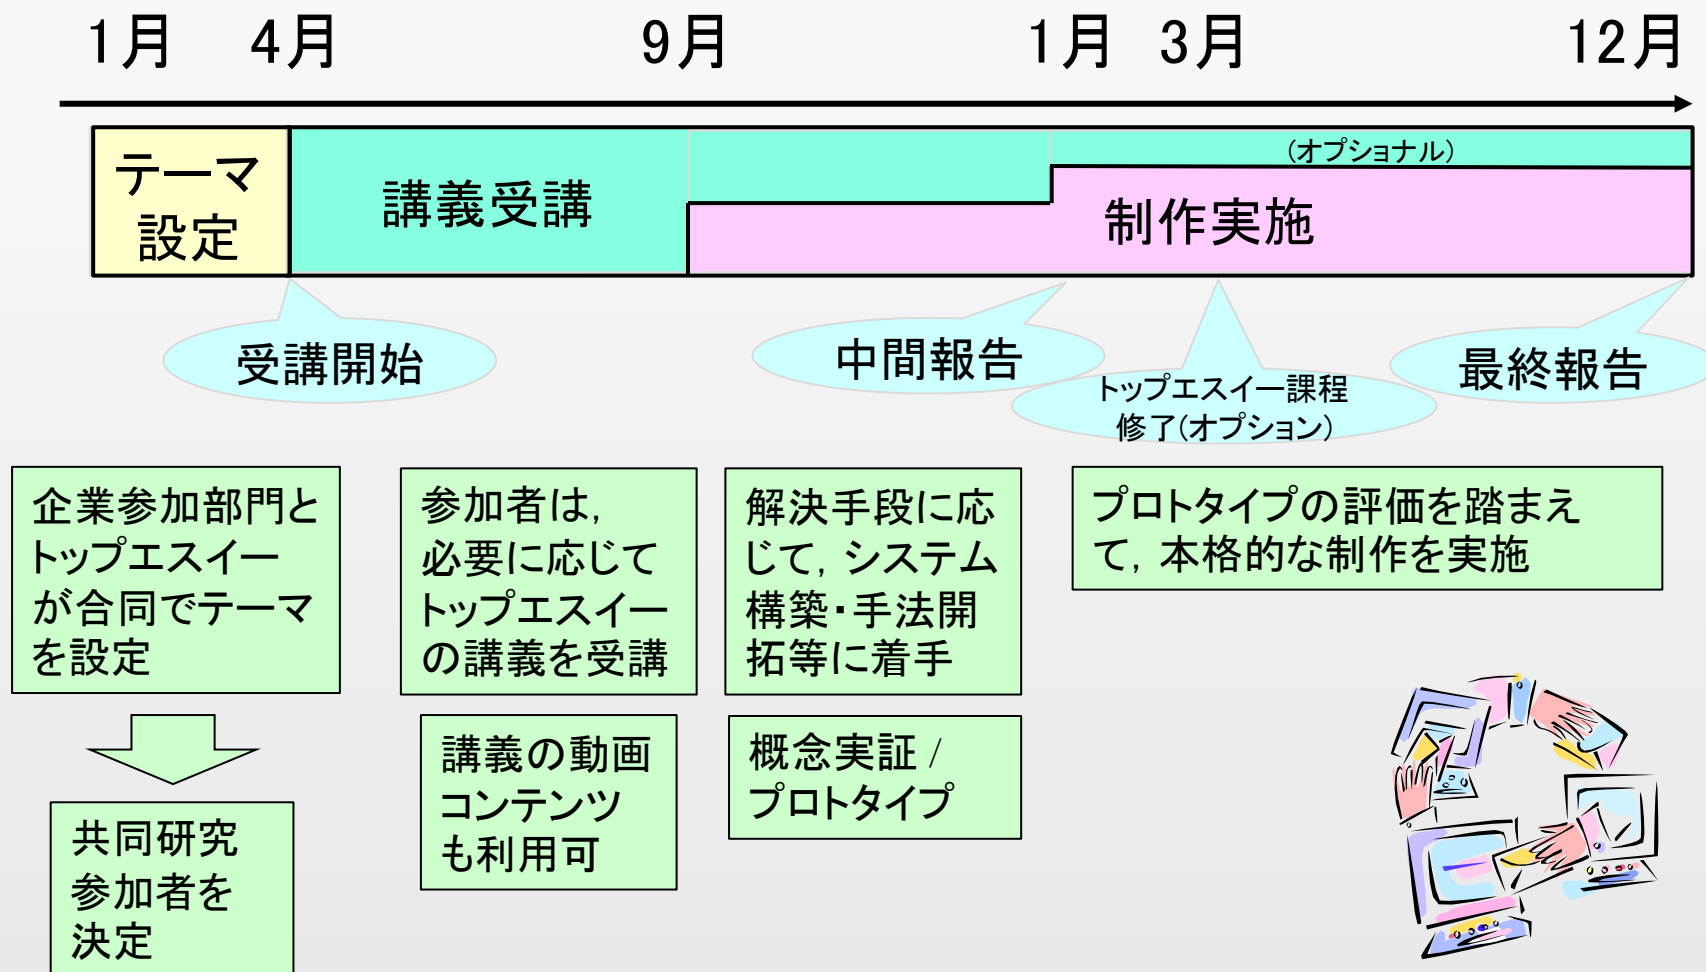 1月 4月 9月 1月 3月 12月
(オプショナル)
テーマ
設定
講義受講
制作実施
受講開始
中間報告
トップエスイー課程
修了(オプション)
最終報告
企業参加部門と
トップエスイー
が合同でテーマ
を設定
共同研究
参加者を
決定
参加者は,
必要に応じて
トップエスイー
の講義を受講
講義の動画
コンテンツ
も利用可
解決手段に応
じて, システム
構築・手法開
拓等に着手
概念実証 /
プロトタイプ
プロトタイプの評価を踏まえ
て, 本格的な制作を実施